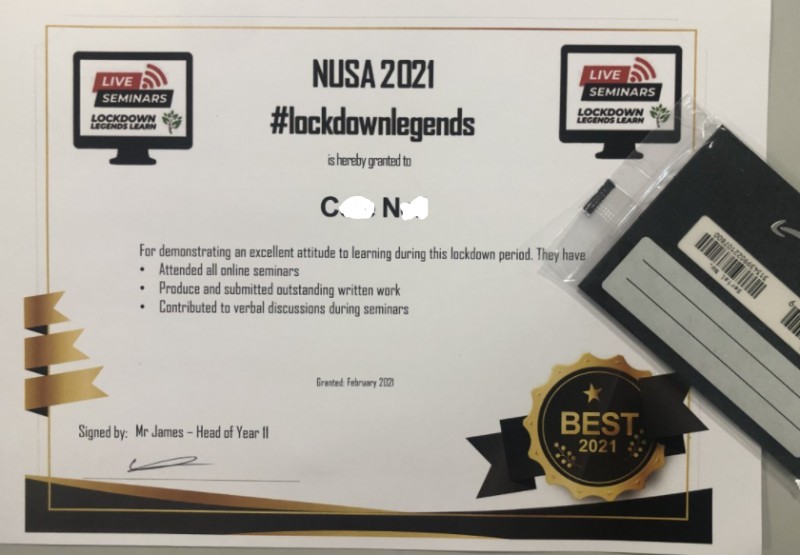 LIVE
SEMINARS
LOCKDOWN
LEGENDS LEARN
NUSA 2021
#lockdownlegends
LIVE
SEMINARS
LOCKDOWN
LEGENDS LEARN
is hereby granted to
C N
For demonstrating an excellent attitude to learning during this lockdown period. They have
• Attended all online seminars
• Produce and submitted outstanding written work
• Contributed to verbal discussions during seminars
Granted: February 2021
Signed by: Mr James – Head of Year 11
BEST
2021
Serial Nr.